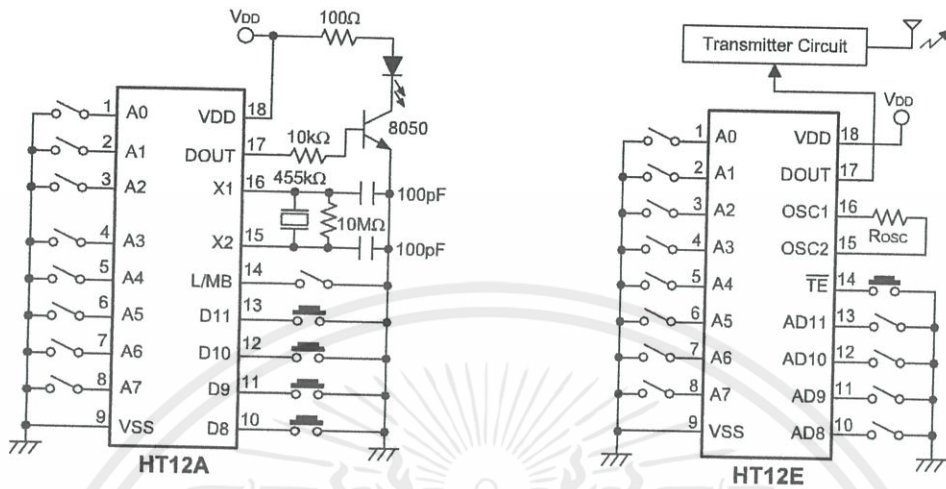 VDD
100Ω
8050
10kΩ
455kΩ
10MΩ
100pF
100pF
1 A0
2 A1
3 A2
4 A3
5 A4
6 A5
7 A6
8 A7
9 VSS
VDD 18
DOUT 17
X1 16
X2 15
L/MB 14
D11 13
D10 12
D9 11
D8 10
HT12A
Transmitter Circuit
VDD
1 A0
2 A1
3 A2
4 A3
5 A4
6 A5
7 A6
8 A7
9 VSS
VDD 18
DOUT 17
OSC1 16
OSC2 15
ROSC
TE 14
AD11 13
AD10 12
AD9 11
AD8 10
HT12E